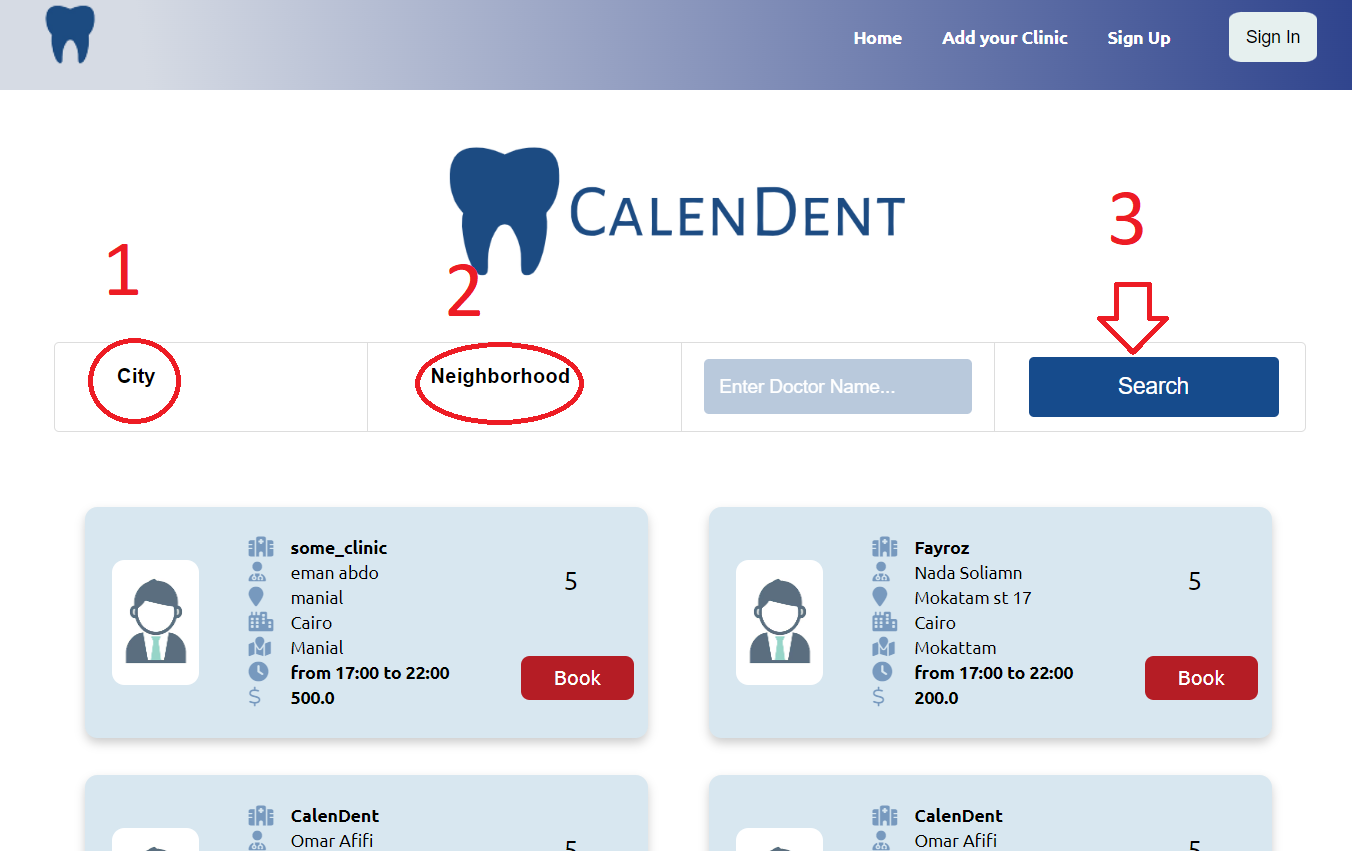 Home Add your Clinic Sign Up Sign In
CALENDENT
1
2
3
City
Neighborhood
Enter Doctor Name...
Search
some_clinic
eman abdo
manial
Cairo
Manial
from 17:00 to 22:00
$ 500.0
5
Book
Fayroz
Nada Soliamn
Mokatam st 17
Cairo
Mokattam
from 17:00 to 22:00
$ 200.0
5
Book
CalenDent
Omar Afifi
5
CalenDent
Omar Afifi
5